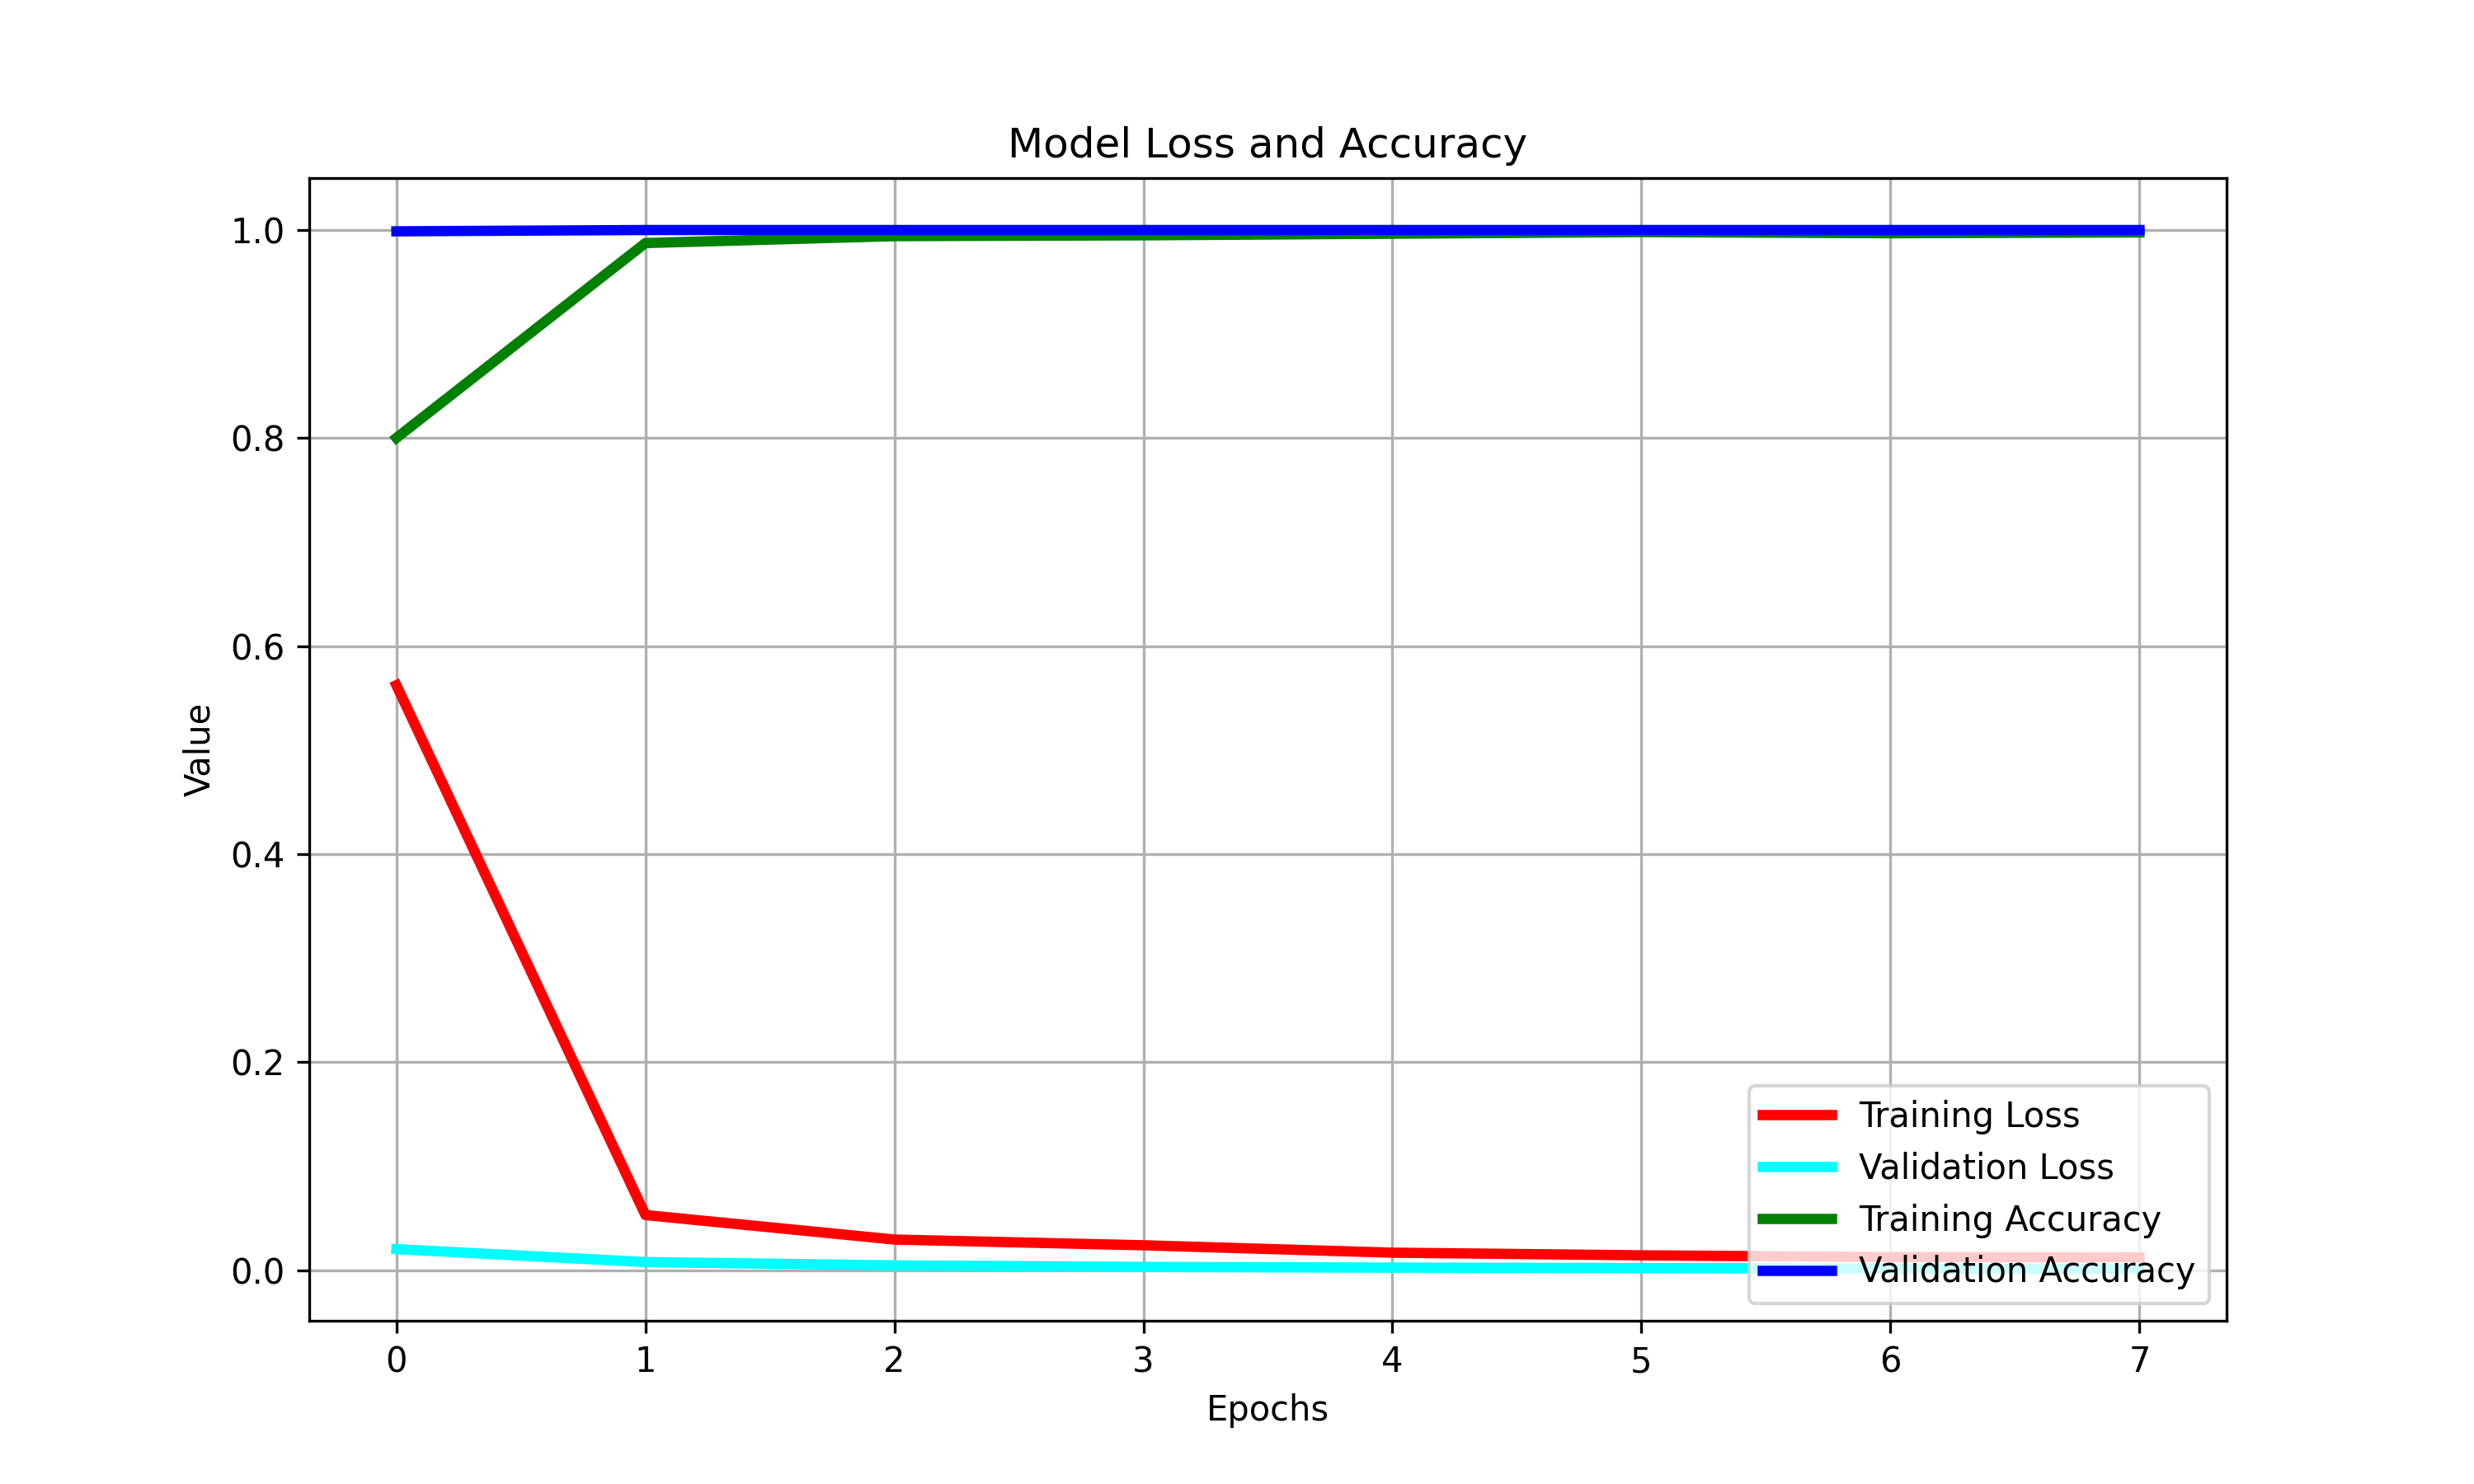 Model Loss and Accuracy
1.0
0.8
0.6
0.4
0.2
0.0
Value
Training Loss
Validation Loss
Training Accuracy
Validation Accuracy
0 1 2 3 4 5 6 7
Epochs